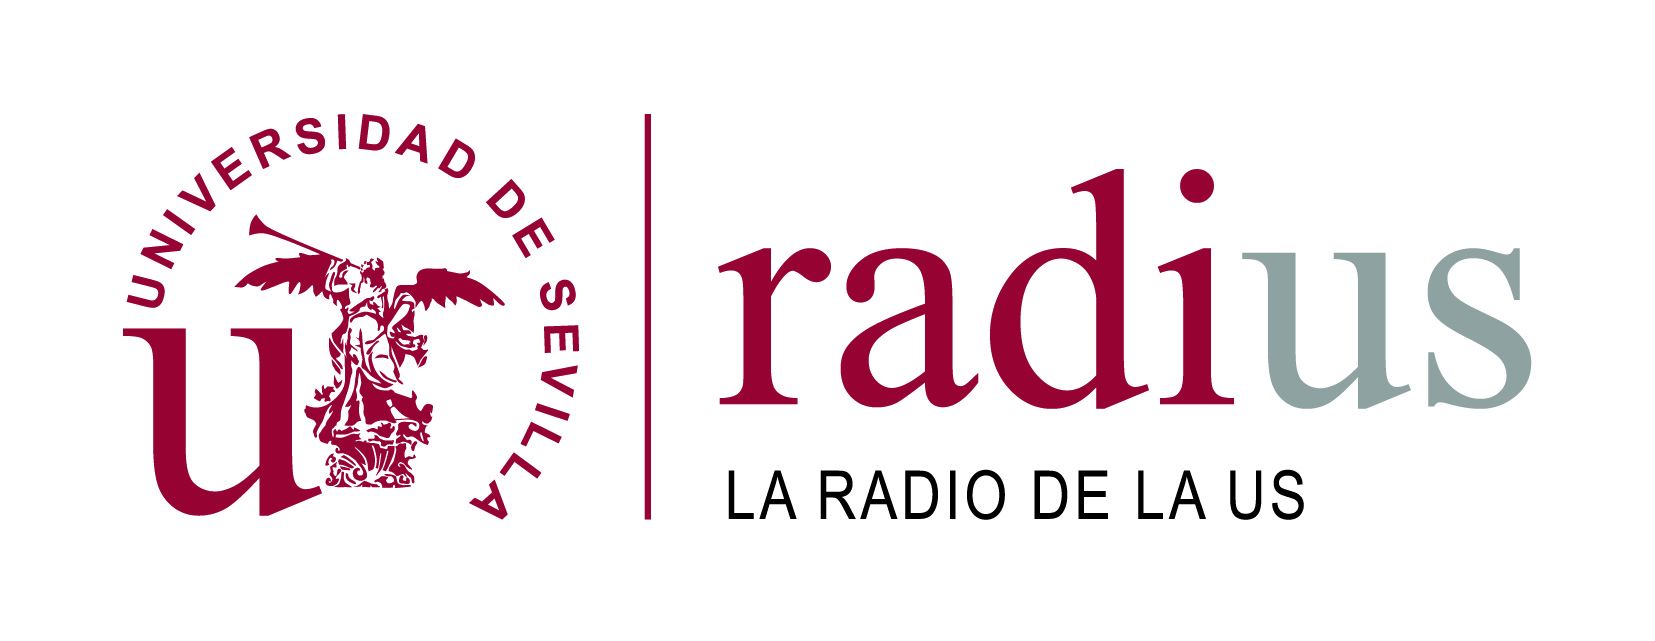 UNIVERSIDAD DE SEVILLA
u
radius
LA RADIO DE LA US